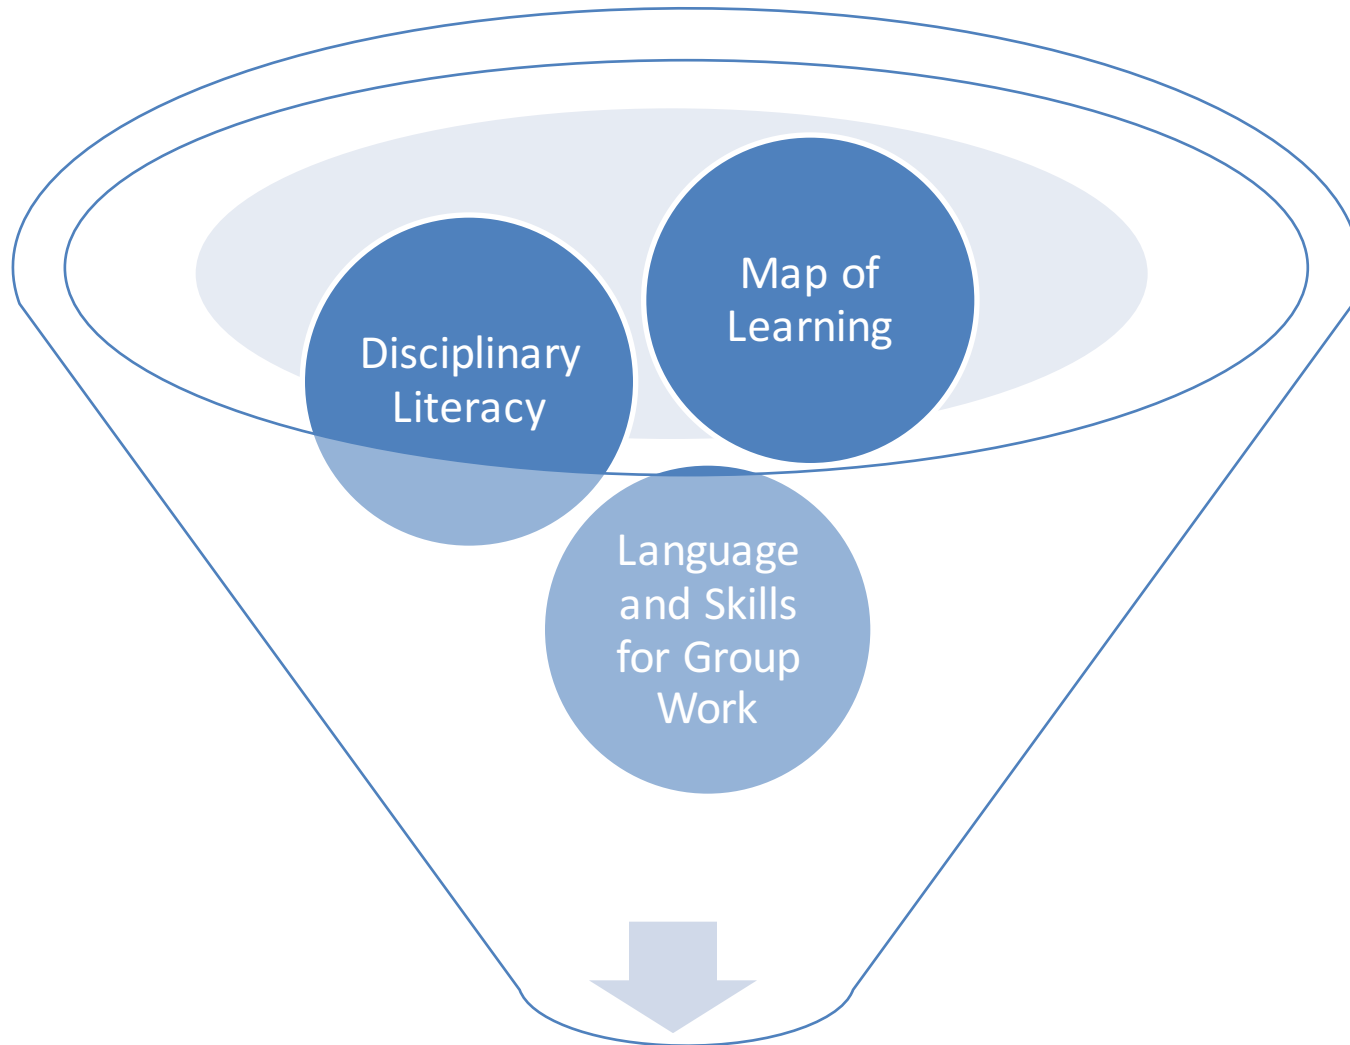 Map of
Learning
Disciplinary
Literacy
Language
and Skills
for Group
Work